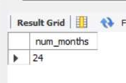 Result Grid F
num_months
24